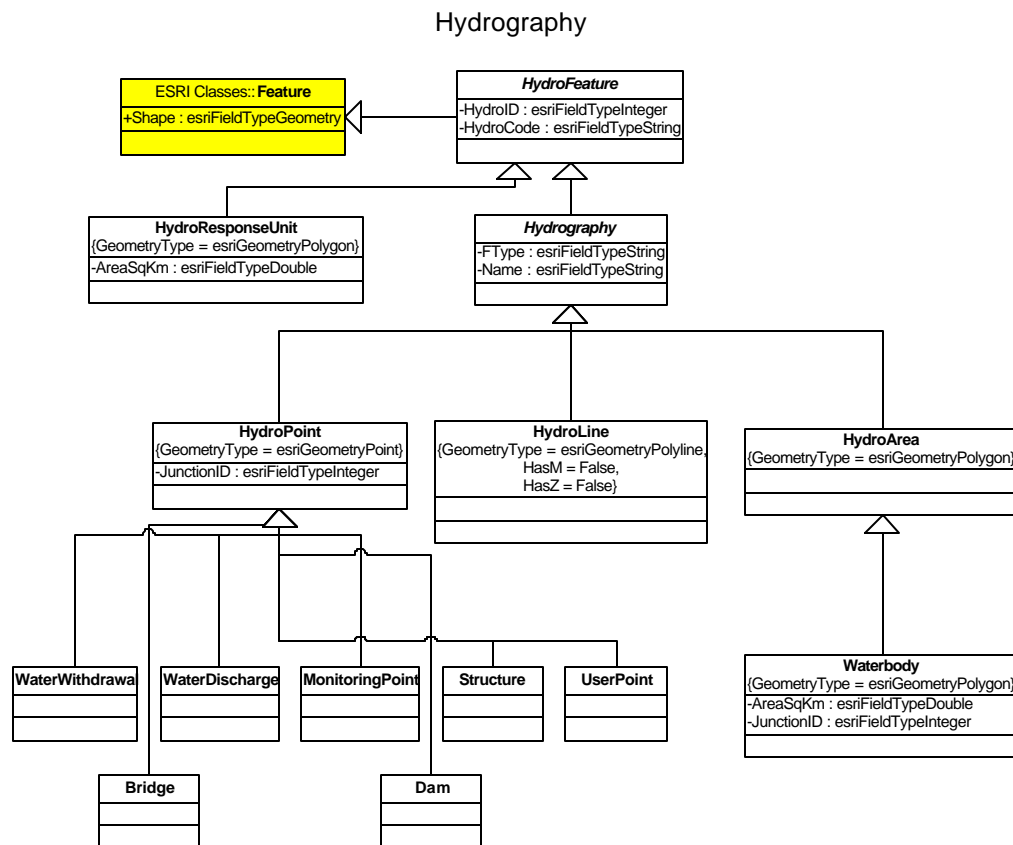 Hydrography
ESRI Classes::Feature
+Shape : esriFieldTypeGeometry
HydroFeature
-HydroID : esriFieldTypeInteger
-HydroCode : esriFieldTypeString
HydroResponseUnit
{GeometryType = esriGeometryPolygon}
-AreaSqKm : esriFieldTypeDouble
Hydrography
-FType : esriFieldTypeString
-Name : esriFieldTypeString
HydroPoint
{GeometryType = esriGeometryPoint}
-JunctionID : esriFieldTypeInteger
HydroLine
{GeometryType = esriGeometryPolyline,
HasM = False,
HasZ = False}
HydroArea
{GeometryType = esriGeometryPolygon}
WaterWithdrawal
WaterDischarge
MonitoringPoint
Structure
UserPoint
Waterbody
{GeometryType = esriGeometryPolygon}
-AreaSqKm : esriFieldTypeDouble
-JunctionID : esriFieldTypeInteger
Bridge
Dam